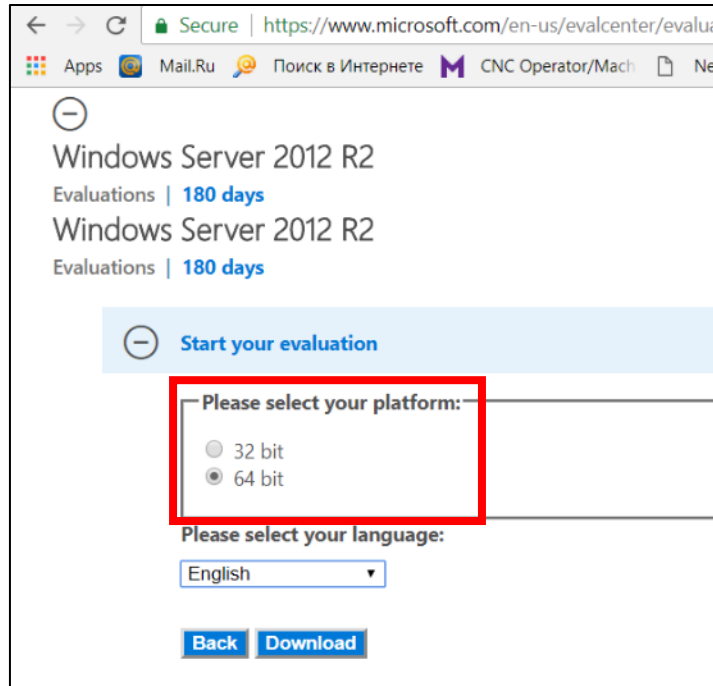 Secure | https://www.microsoft.com/en-us/evalcenter/evalua
Apps Mail.Ru Поиск в Интернете CNC Operator/Mach Ne
Windows Server 2012 R2
Evaluations | 180 days
Windows Server 2012 R2
Evaluations | 180 days
Start your evaluation
Please select your platform:
32 bit
64 bit
Please select your language:
English
Back Download